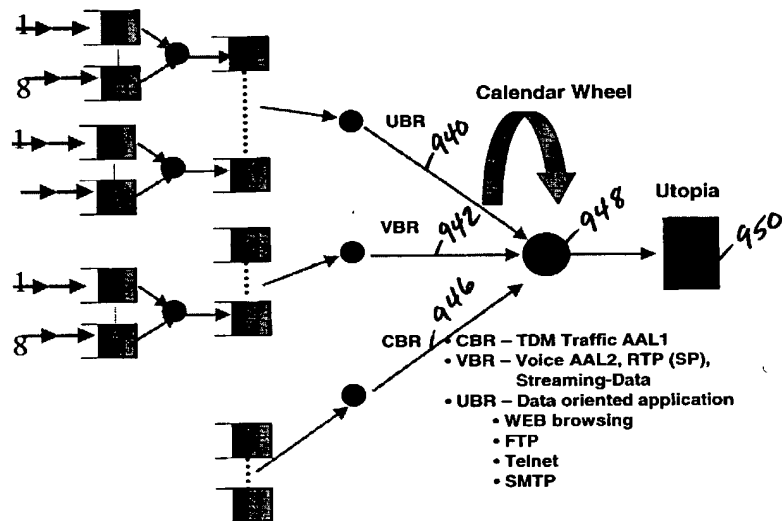 1
8
1
1
8
UBR
940
Calendar Wheel
VBR
942
948
Utopia
950
CBR
946
• CBR – TDM Traffic AAL1
• VBR – Voice AAL2, RTP (SP),
Streaming-Data
• UBR – Data oriented application
• WEB browsing
• FTP
• Telnet
• SMTP